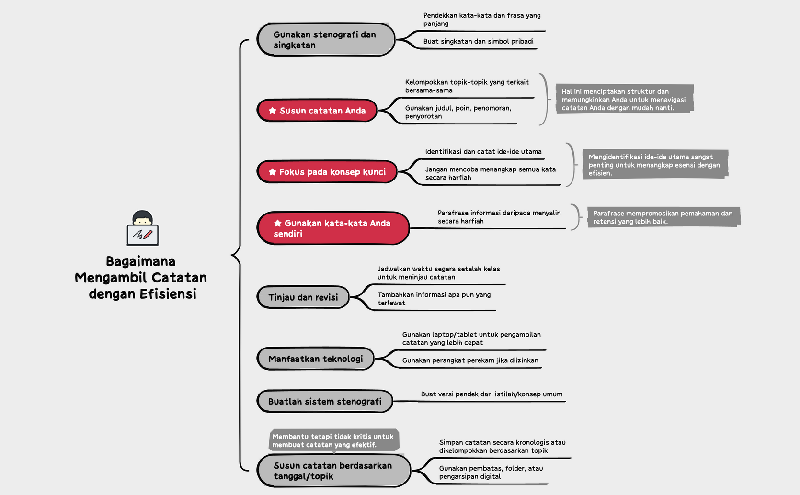 Bagaimana
Mengambil Catatan
dengan Efisiensi
Gunakan stenografi dan
singkatan
Pendekkan kata-kata dan frasa yang
panjang
Buat singkatan dan simbol pribadi
Susun catatan Anda
Kelompokkan topik-topik yang terkait
bersama-sama
Gunakan judul, poin, penomoran,
penyorotan
Hal ini menciptakan struktur dan
memungkinkan Anda untuk menavigasi
catatan Anda dengan mudah nanti.
Fokus pada konsep kunci
Identifikasi dan catat ide-ide utama
Jangan mencoba menangkap semua kata
secara harfiah
Mengidentifikasi ide-ide utama sangat
penting untuk menangkap esensi dengan
efisien.
Gunakan kata-kata Anda
sendiri
Parafrase informasi daripada menyalin
secara harfiah
Parafrase mempromosikan pemahaman dan
retensi yang lebih baik.
Tinjau dan revisi
Jadwalkan waktu segera setelah kelas
untuk meninjau catatan
Tambahkan informasi apa pun yang
terlewat
Manfaatkan teknologi
Gunakan laptop/tablet untuk pengambilan
catatan yang lebih cepat
Gunakan perangkat perekam jika diizinkan
Buatlah sistem stenografi
Buat versi pendek dari istilah/konsep umum
Membantu tetapi tidak kritis untuk
membuat catatan yang efektif.
Susun catatan berdasarkan
tanggal/topik
Simpan catatan secara kronologis atau
dikelompokkan berdasarkan topik
Gunakan pembatas, folder, atau
pengarsipan digital